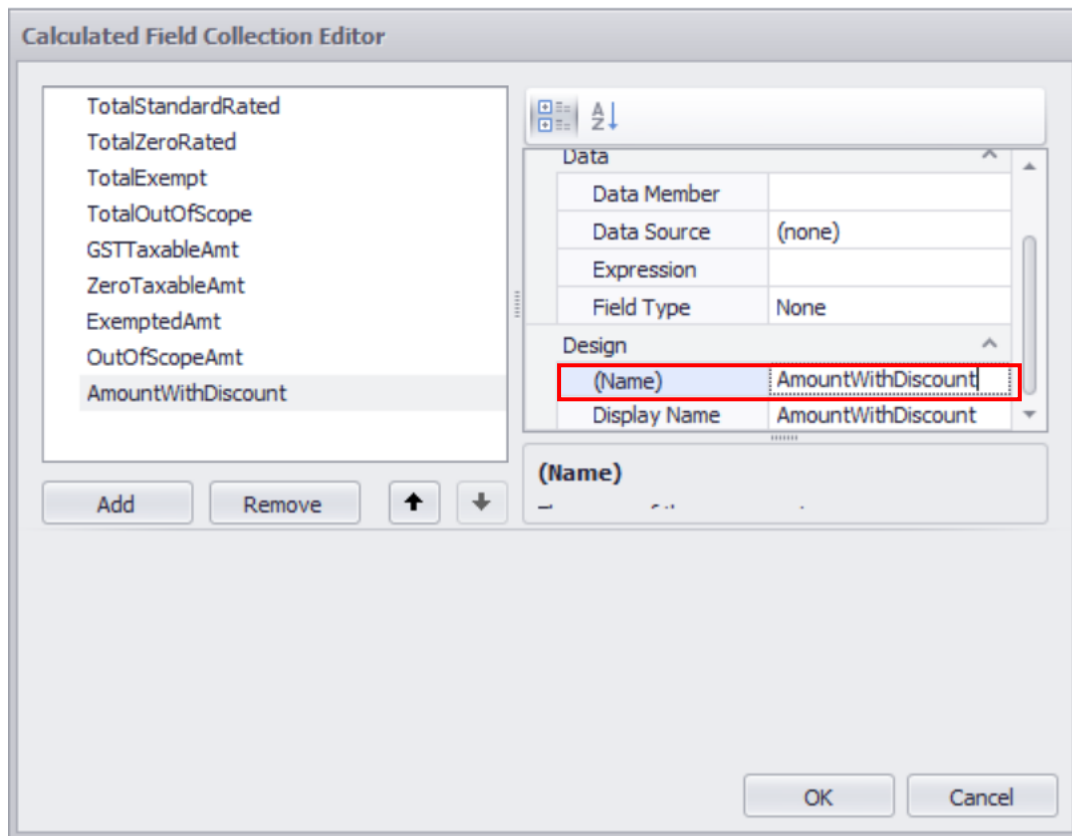 Calculated Field Collection Editor
TotalStandardRated
TotalZeroRated
TotalExempt
TotalOutOfScope
GSTTaxableAmt
ZeroTaxableAmt
ExemptedAmt
OutOfScopeAmt
AmountWithDiscount
Add Remove
A
Z
Data
Data Member
Data Source (none)
Expression
Field Type None
Design
(Name) AmountWithDiscount
Display Name AmountWithDiscount
(Name)
OK Cancel